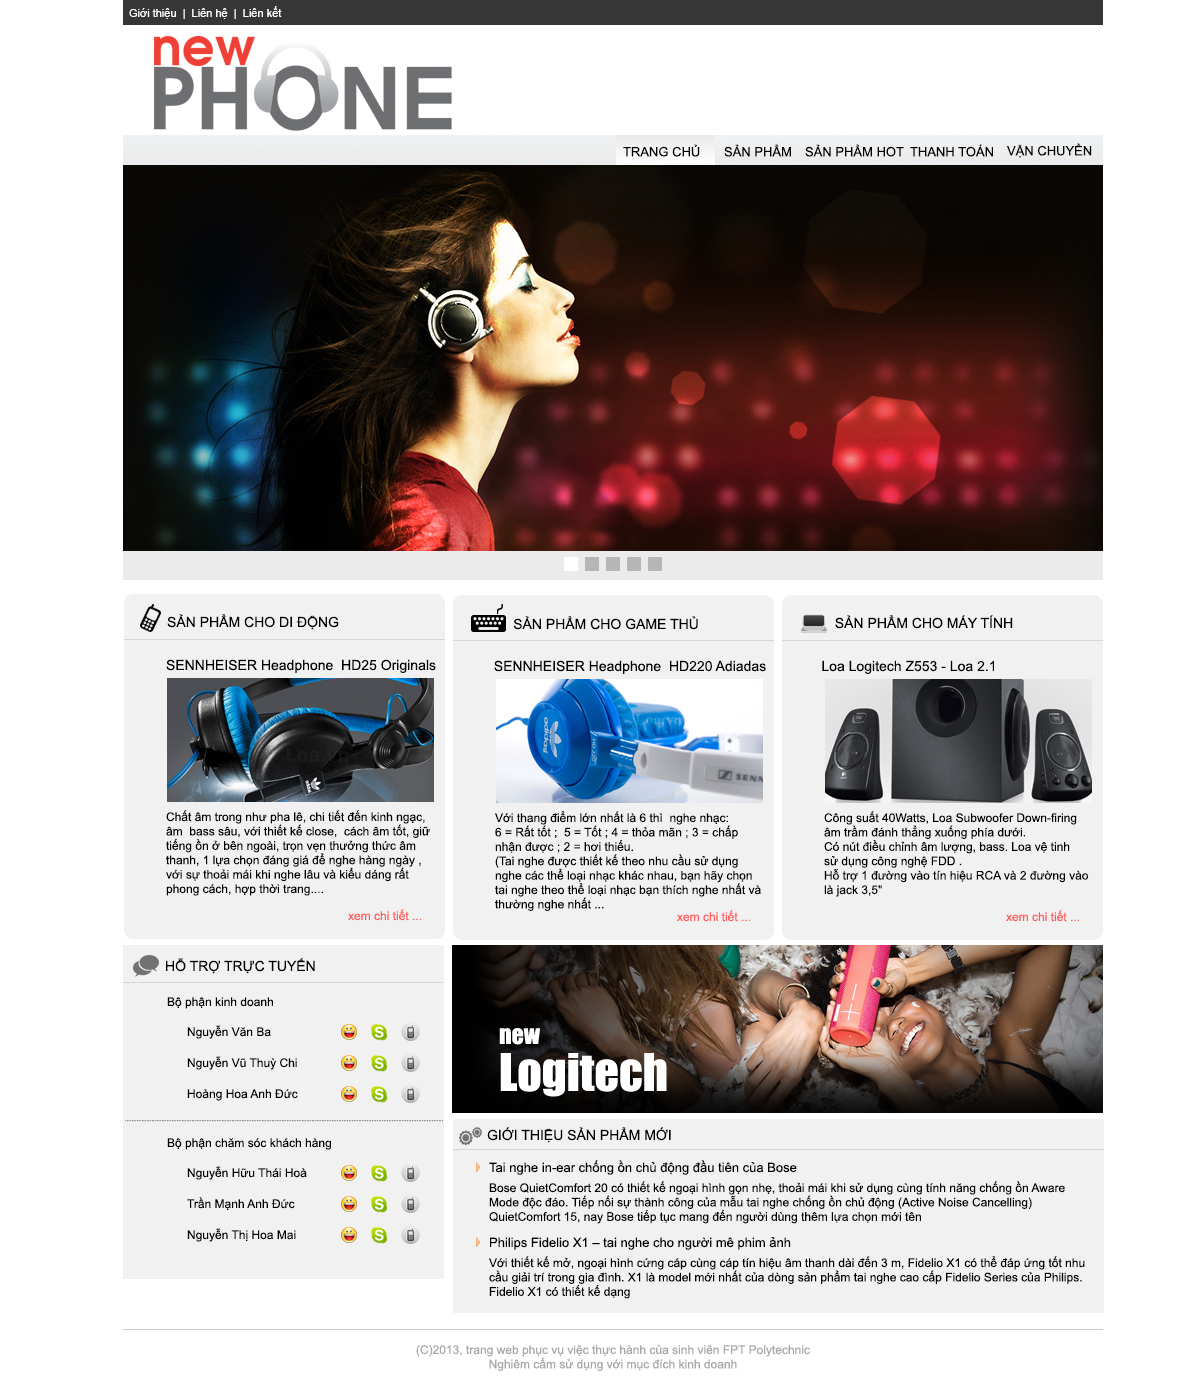 Giới thiệu | Liên hệ | Liên kết
new
PHONE
TRANG CHỦ SẢN PHẨM SẢN PHẨM HOT THANH TOÁN VẬN CHUYỂN
SẢN PHẨM CHO DI ĐỘNG
SENNHEISER Headphone HD25 Originals
Chất âm trong như pha lê, chi tiết đến kinh ngạc,
âm bass sâu, với thiết kế close, cách âm tốt, giữ
tiếng ồn ở bên ngoài, trọn vẹn thưởng thức âm
thanh, 1 lựa chọn đáng giá để nghe hàng ngày ,
với sự thoải mái khi nghe lâu và kiểu dáng rất
phong cách, hợp thời trang....
xem chi tiết ...
SẢN PHẨM CHO GAME THỦ
SENNHEISER Headphone HD220 Adiadas
adidas
SENN
Với thang điểm lớn nhất là 6 thì nghe nhạc:
6 = Rất tốt ; 5 = Tốt ; 4 = thỏa mãn ; 3 = chấp
nhận được ; 2 = hơi thiếu.
(Tai nghe được thiết kế theo nhu cầu sử dụng
nghe các thể loại nhạc khác nhau, bạn hãy chọn
tai nghe theo thể loại nhạc bạn thích nghe nhất và
thường nghe nhất ...
xem chi tiết ...
SẢN PHẨM CHO MÁY TÍNH
Loa Logitech Z553 - Loa 2.1
Công suất 40Watts, Loa Subwoofer Down-firing
âm trầm đánh thẳng xuống phía dưới.
Có nút điều chỉnh âm lượng, bass. Loa vệ tinh
sử dụng công nghệ FDD .
Hỗ trợ 1 đường vào tín hiệu RCA và 2 đường vào
là jack 3,5"
xem chi tiết ...
HỖ TRỢ TRỰC TUYẾN
Bộ phận kinh doanh
Nguyễn Văn Ba
Nguyễn Vũ Thuỳ Chi
Hoàng Hoa Anh Đức
Bộ phận chăm sóc khách hàng
Nguyễn Hữu Thái Hoà
Trần Mạnh Anh Đức
Nguyễn Thị Hoa Mai
new
Logitech
GIỚI THIỆU SẢN PHẨM MỚI
Tai nghe in-ear chống ồn chủ động đầu tiên của Bose
Bose QuietComfort 20 có thiết kế ngoại hình gọn nhẹ, thoải mái khi sử dụng cùng tính năng chống ồn Aware
Mode độc đáo. Tiếp nối sự thành công của mẫu tai nghe chống ồn chủ động (Active Noise Cancelling)
QuietComfort 15, nay Bose tiếp tục mang đến người dùng thêm lựa chọn mới tên
Philips Fidelio X1 – tai nghe cho người mê phim ảnh
Với thiết kế mở, ngoại hình cứng cáp cùng cáp tín hiệu âm thanh dài đến 3 m, Fidelio X1 có thể đáp ứng tốt nhu
cầu giải trí trong gia đình. X1 là model mới nhất của dòng sản phẩm tai nghe cao cấp Fidelio Series của Philips.
Fidelio X1 có thiết kế dạng
(C)2013, trang web phục vụ việc thực hành của sinh viên FPT Polytechnic
Nghiêm cấm sử dụng với mục đích kinh doanh